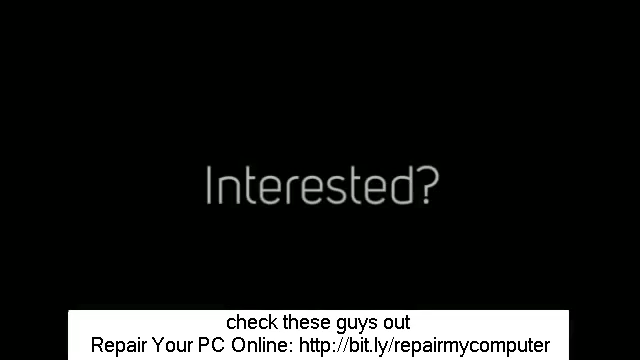 Interested?
check these guys out
Repair Your PC Online: http://bit.ly/repairmycomputer